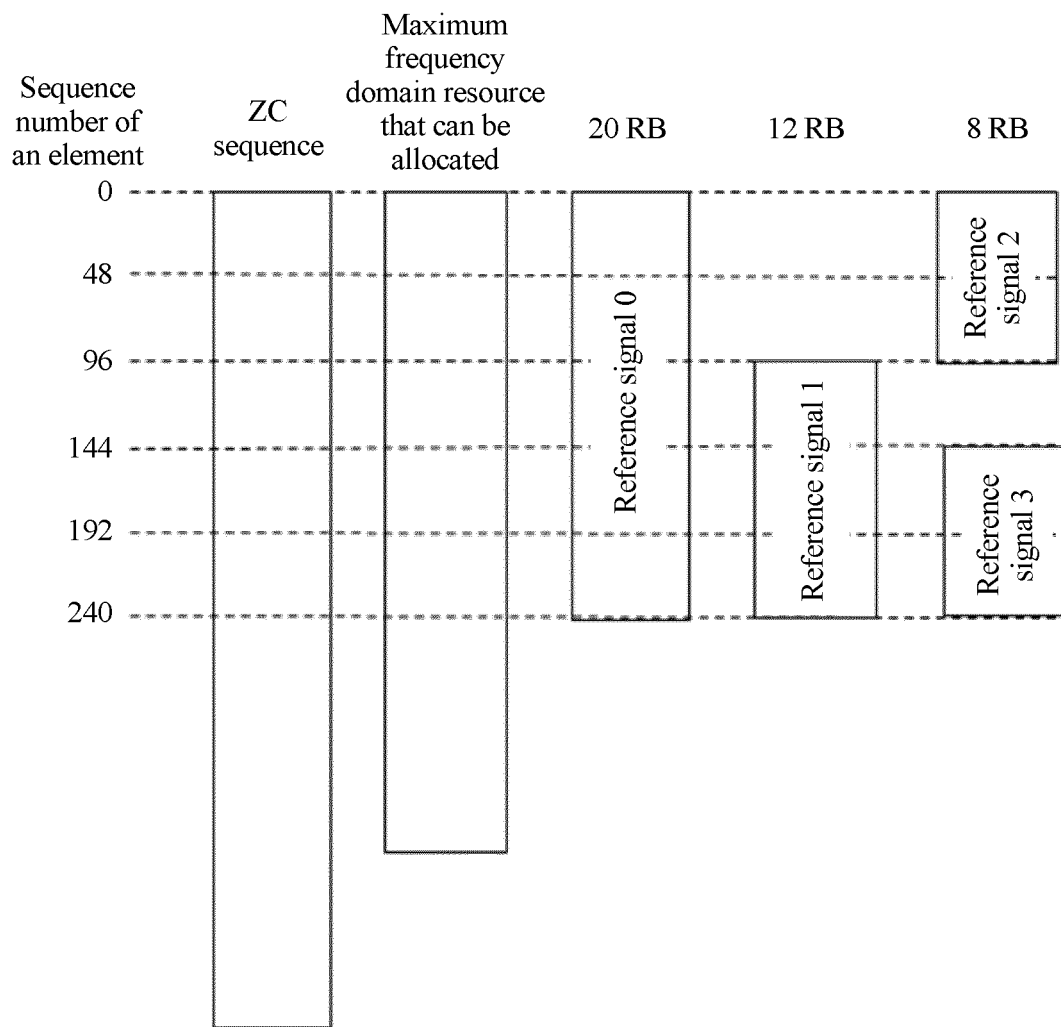 Sequence
number of
an element
ZC
sequence
Maximum
frequency
domain resource
that can be
allocated
20 RB
12 RB
8 RB
0
48
96
144
192
240
Reference signal 0
Reference signal 1
Reference
signal 2
Reference
signal 3